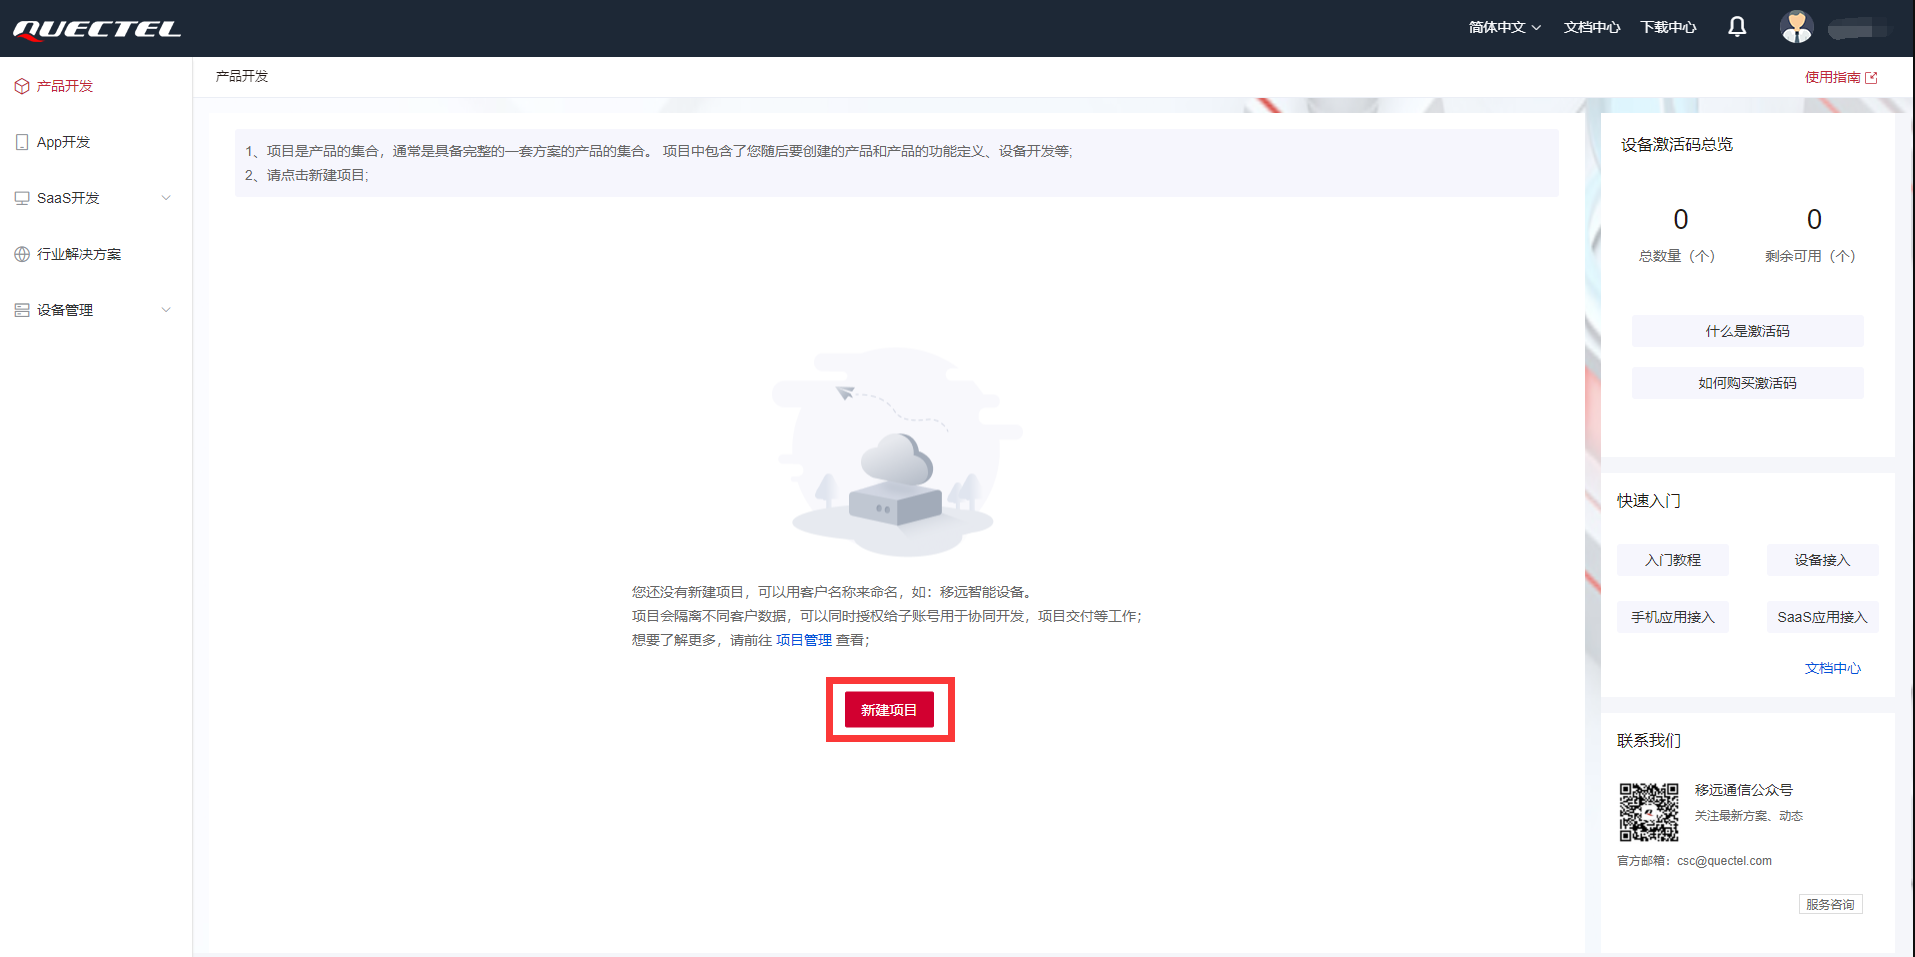 QUECTEL
简体中文
文档中心
下载中心
产品开发
App开发
SaaS开发
行业解决方案
设备管理
产品开发
使用指南
1、项目是产品的集合，通常是具备完整的一套方案的产品的集合。 项目中包含了您随后要创建的产品和产品的功能定义、设备开发等;
2、请点击新建项目;
您还没有新建项目，可以用客户名称来命名，如：移远智能设备。
项目会隔离不同客户数据，可以同时授权给子账号用于协同开发，项目交付等工作；
想要了解更多，请前往 项目管理 查看；
新建项目
设备激活码总览
0
0
总数量（个）
剩余可用（个）
什么是激活码
如何购买激活码
快速入门
入门教程
设备接入
手机应用接入
SaaS应用接入
文档中心
联系我们
移远通信公众号
关注最新方案、动态
官方邮箱：csc@quectel.com
服务咨询